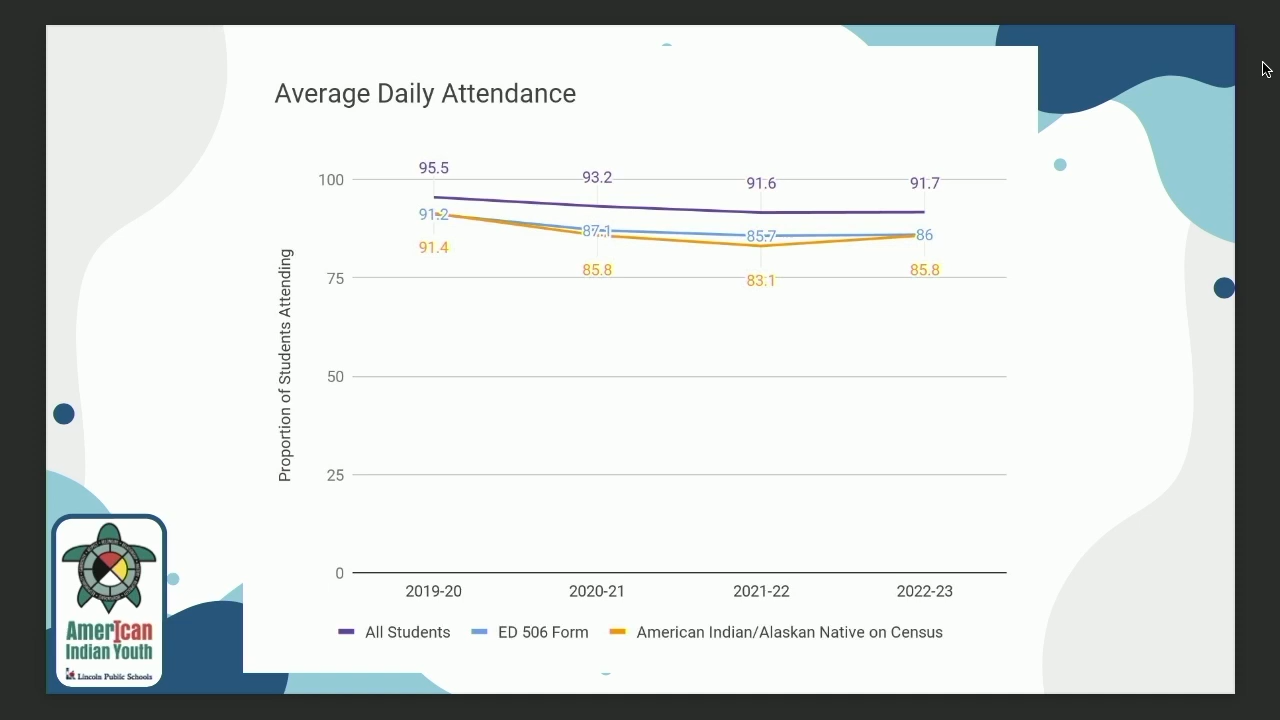 Average Daily Attendance
95.5
93.2
91.6
91.7
100
91.2
87.1
85.7
86
91.4
85.8
83.1
85.8
75
50
25
0
Proportion of Students Attending
2019-20
2020-21
2021-22
2022-23
All Students
ED 506 Form
American Indian/Alaskan Native on Census
AmerIcan
Indian Youth
Lincoln Public Schools